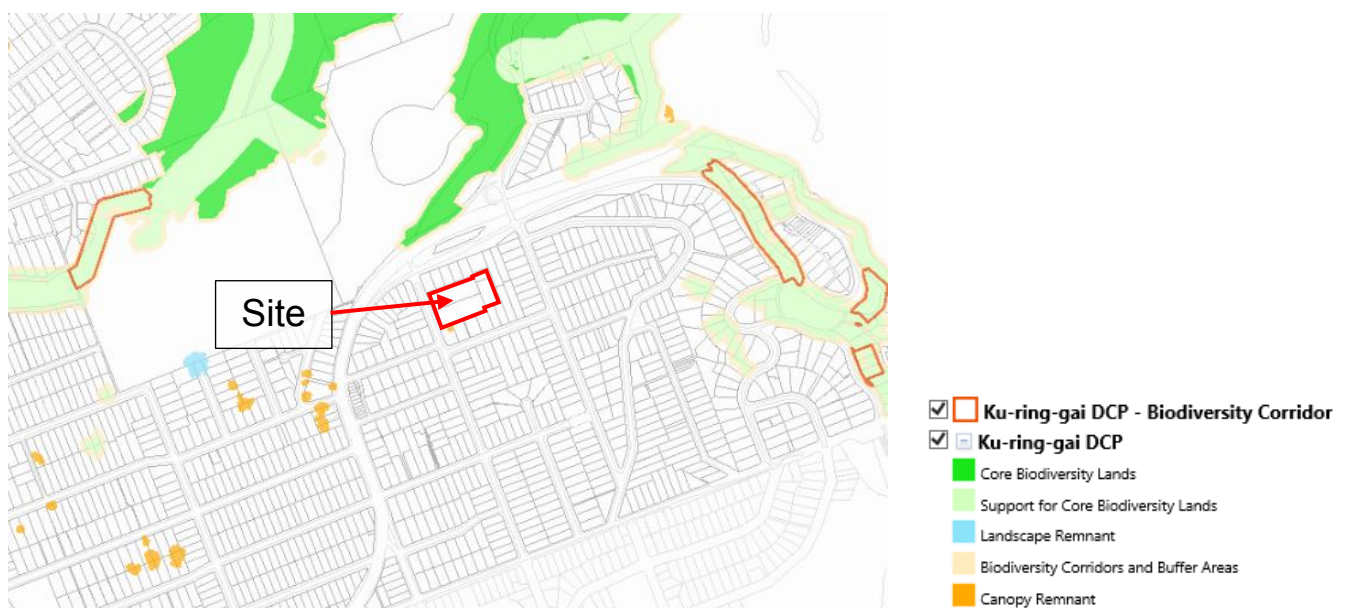 Site
Ku-ring-gai DCP - Biodiversity Corridor
Ku-ring-gai DCP
Core Biodiversity Lands
Support for Core Biodiversity Lands
Landscape Remnant
Biodiversity Corridors and Buffer Areas
Canopy Remnant